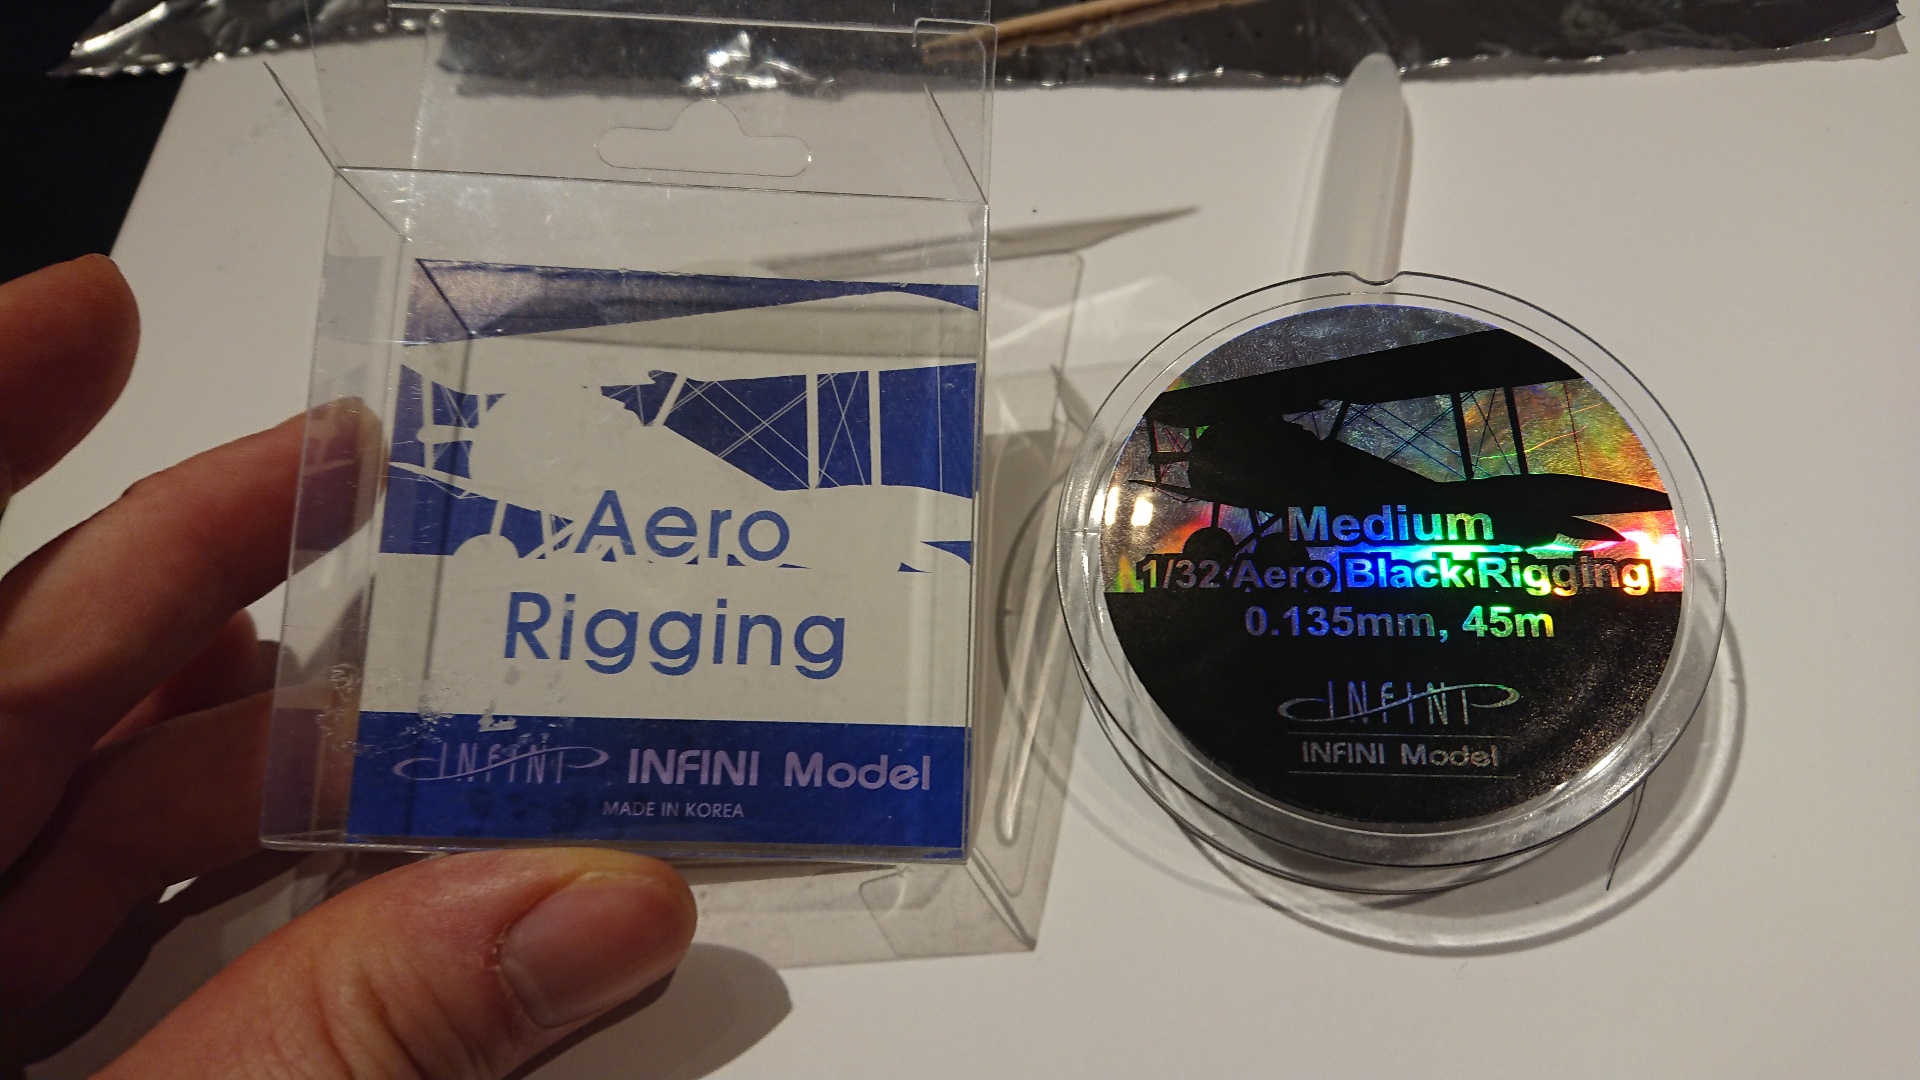 Aero
Rigging
INFINI INFINI Model
MADE IN KOREA
Medium
1/32 Aero Black Rigging
0.135mm, 45m
INFINI
INFINI Model